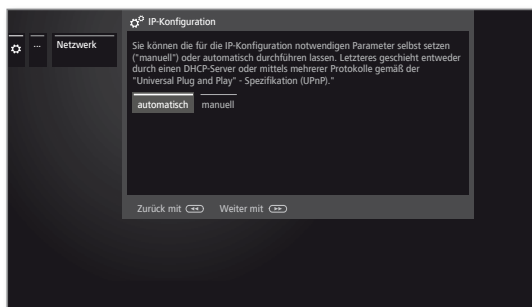 IP-Konfiguration
... Netzwerk
Sie können die für die IP-Konfiguration notwendigen Parameter selbst setzen
("manuell") oder automatisch durchführen lassen. Letzteres geschieht entweder
durch einen DHCP-Server oder mittels mehrerer Protokolle gemäß der
"Universal Plug and Play" - Spezifikation (UPnP)."
automatisch manuell
Zurück mit Weiter mit